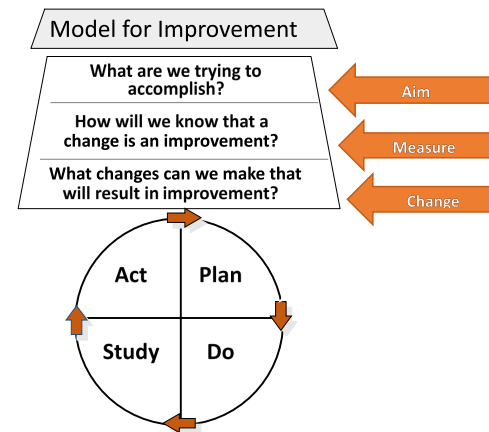 Model for Improvement
What are we trying to
accomplish?
Aim
How will we know that a
change is an improvement?
Measure
What changes can we make that
will result in improvement?
Change
Act
Plan
Study
Do